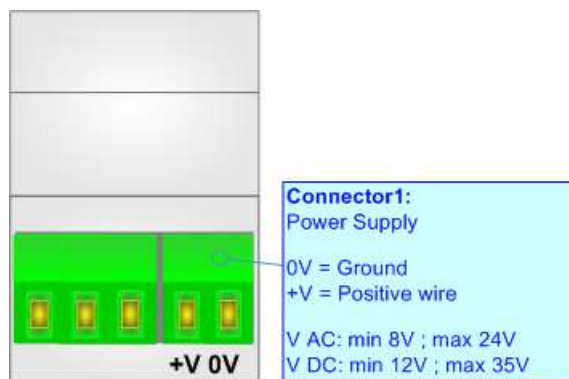 Connector1:
Power Supply
0V = Ground
+V = Positive wire
V AC: min 8V ; max 24V
V DC: min 12V ; max 35V
+V 0V